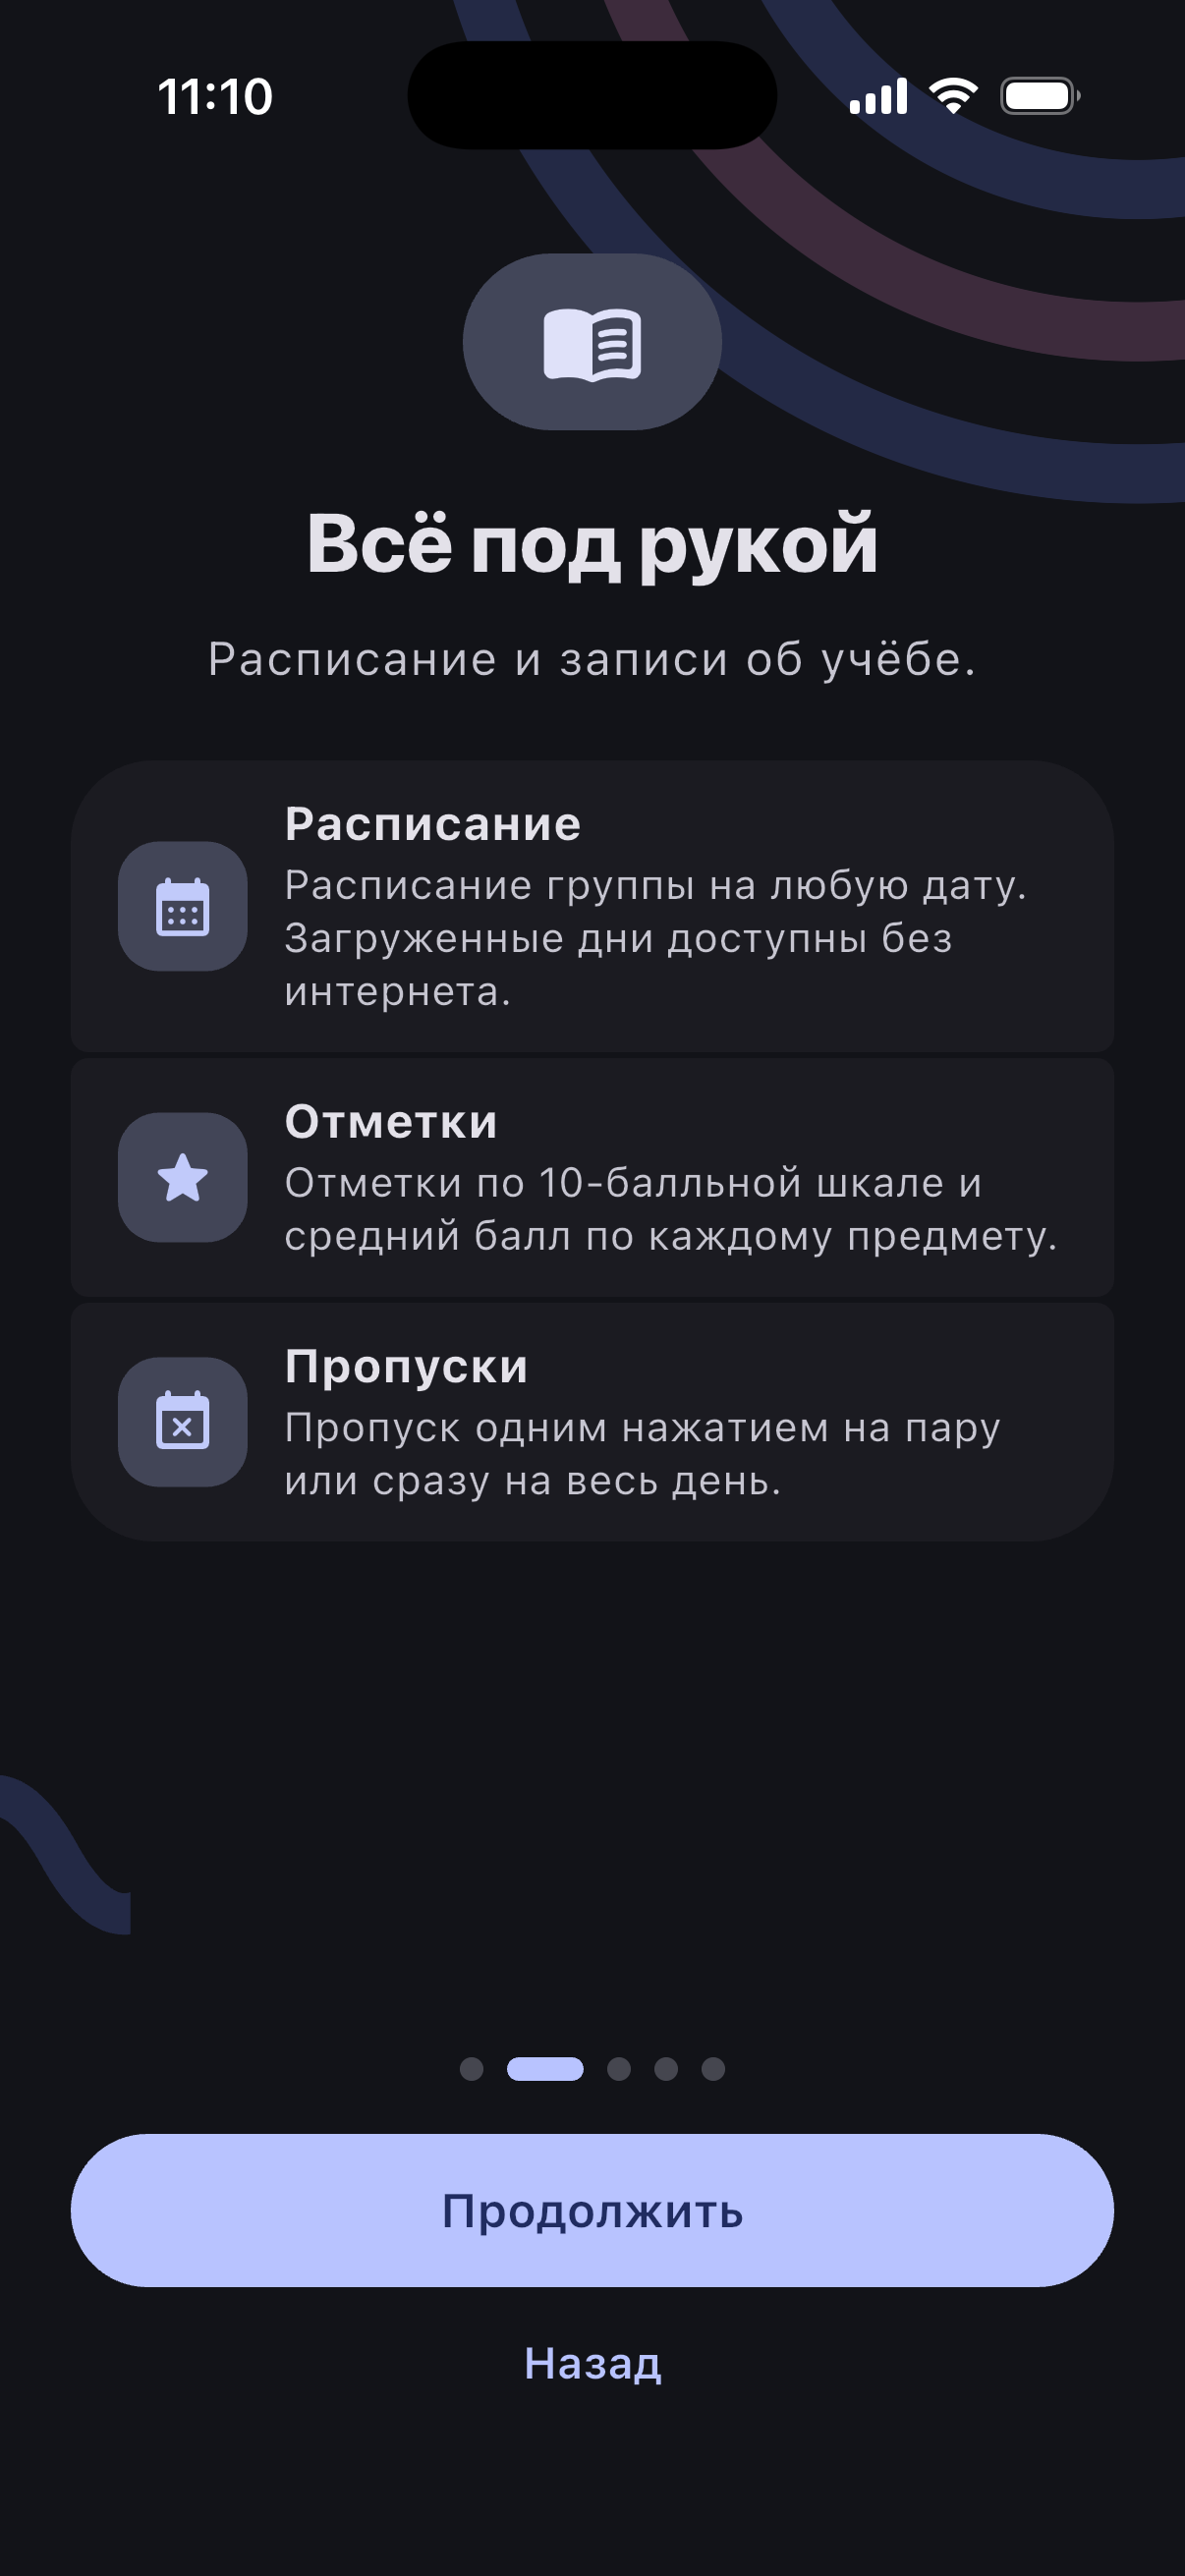 11:10
Всё под рукой
Расписание и записи об учёбе.
Расписание
Расписание группы на любую дату.
Загруженные дни доступны без
интернета.
Отметки
Отметки по 10-балльной шкале и
средний балл по каждому предмету.
Пропуски
Пропуск одним нажатием на пару
или сразу на весь день.
Продолжить
Назад